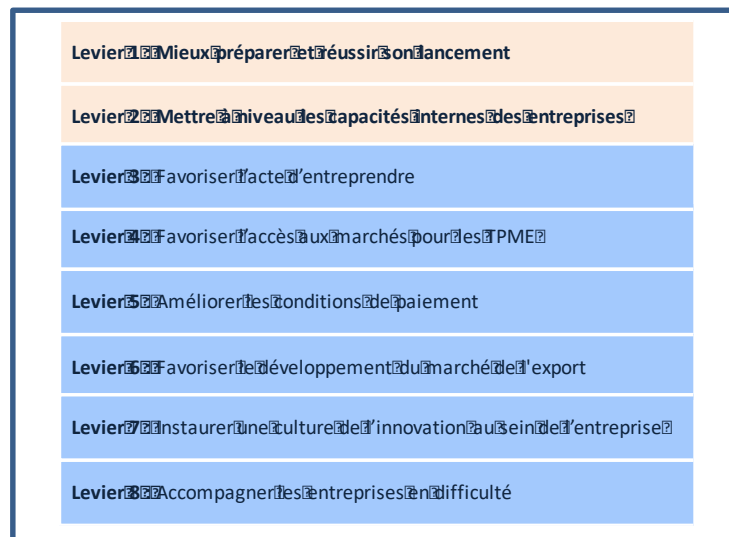 Levier 1 : Mieux préparer et réussir son lancement
Levier 2 : Mettre à niveau les capacités internes des entreprises
Levier 3 : Favoriser l’acte d’entreprendre
Levier 4 : Favoriser l’accès aux marchés pour les TPME
Levier 5 : Améliorer les conditions de paiement
Levier 6 : Favoriser le développement du marché de l'export
Levier 7 : Instaurer une culture de l’innovation au sein de l’entreprise
Levier 8 : Accompagner les entreprises en difficulté